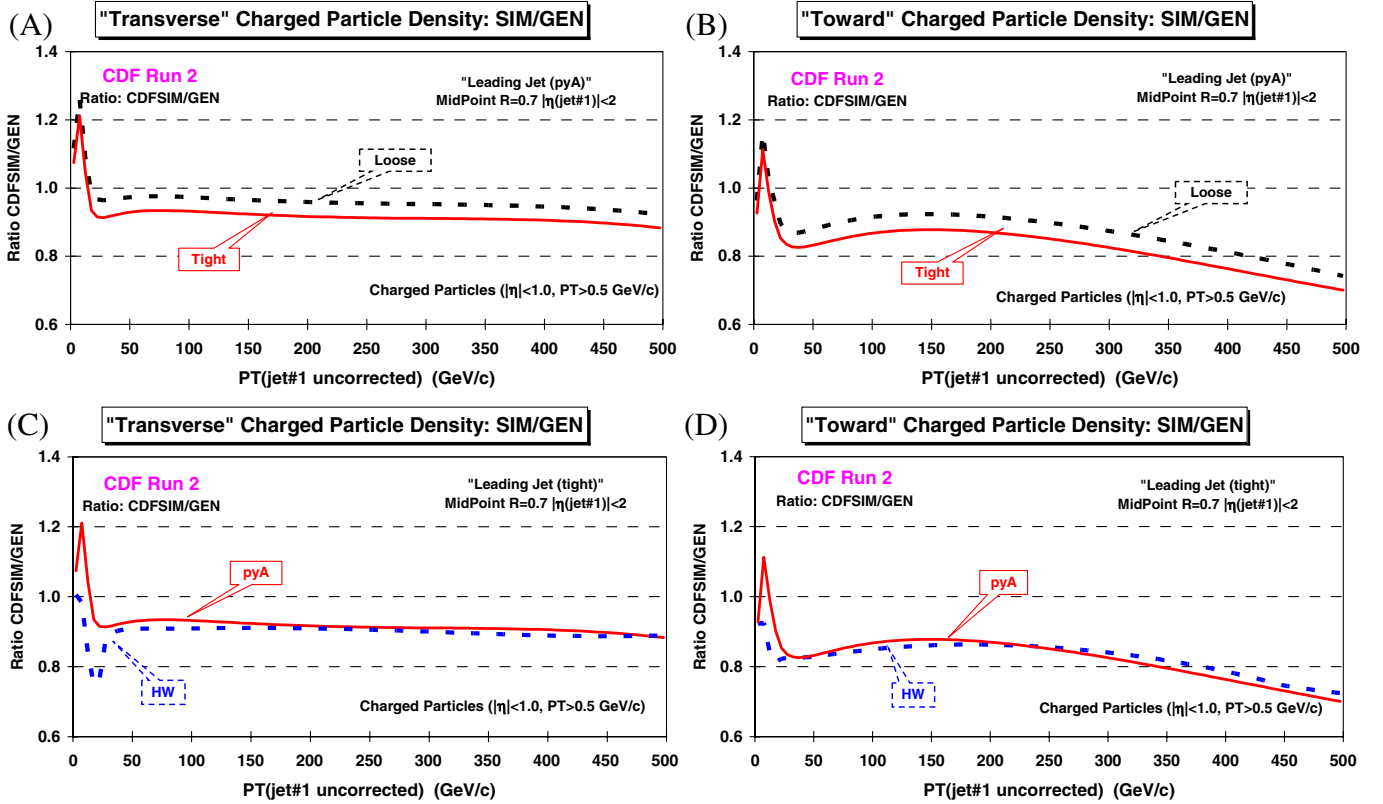 (A)
"Transverse" Charged Particle Density: SIM/GEN
Ratio CDFSIM/GEN
1.4
1.2
1.0
0.8
0.6
CDF Run 2
Ratio: CDFSIM/GEN
"Leading Jet (pyA)"
MidPoint R=0.7 |η(jet#1)|<2
Loose
Tight
Charged Particles (|η|<1.0, PT>0.5 GeV/c)
0 50 100 150 200 250 300 350 400 450 500
PT(jet#1 uncorrected) (GeV/c)
(B)
"Toward" Charged Particle Density: SIM/GEN
Ratio CDFSIM/GEN
1.4
1.2
1.0
0.8
0.6
CDF Run 2
Ratio: CDFSIM/GEN
"Leading Jet (pyA)"
MidPoint R=0.7 |η(jet#1)|<2
Loose
Tight
Charged Particles (|η|<1.0, PT>0.5 GeV/c)
0 50 100 150 200 250 300 350 400 450 500
PT(jet#1 uncorrected) (GeV/c)
(C)
"Transverse" Charged Particle Density: SIM/GEN
Ratio CDFSIM/GEN
1.4
1.2
1.0
0.8
0.6
CDF Run 2
Ratio: CDFSIM/GEN
"Leading Jet (tight)"
MidPoint R=0.7 |η(jet#1)|<2
pyA
HW
Charged Particles (|η|<1.0, PT>0.5 GeV/c)
0 50 100 150 200 250 300 350 400 450 500
PT(jet#1 uncorrected) (GeV/c)
(D)
"Toward" Charged Particle Density: SIM/GEN
Ratio CDFSIM/GEN
1.4
1.2
1.0
0.8
0.6
CDF Run 2
Ratio: CDFSIM/GEN
"Leading Jet (tight)"
MidPoint R=0.7 |η(jet#1)|<2
pyA
HW
Charged Particles (|η|<1.0, PT>0.5 GeV/c)
0 50 100 150 200 250 300 350 400 450 500
PT(jet#1 uncorrected) (GeV/c)